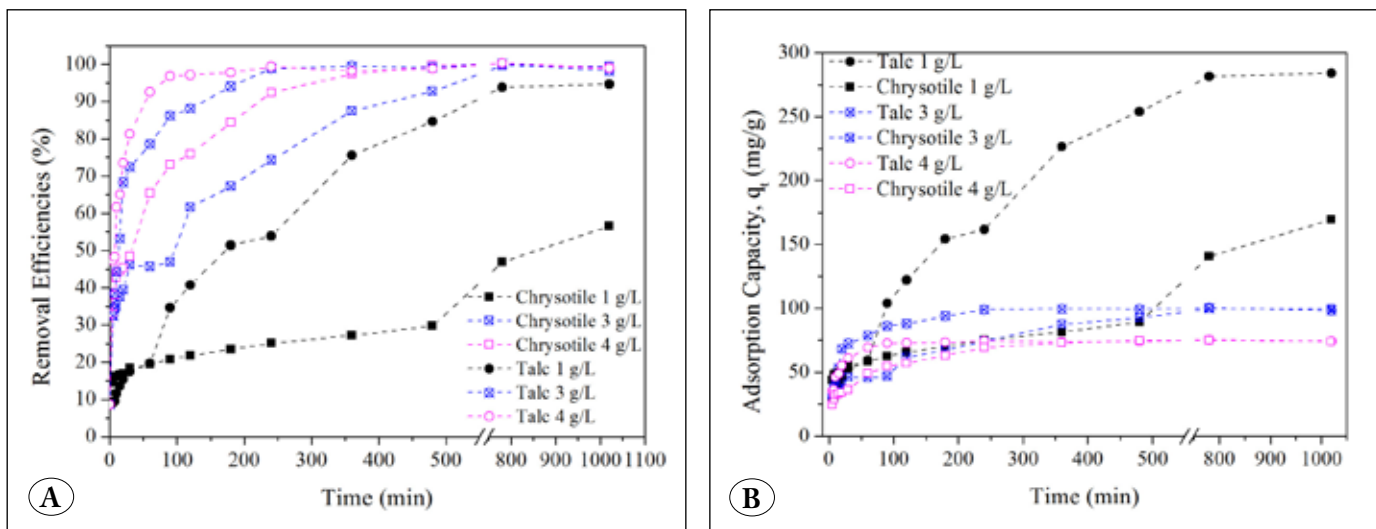 100
90
80
70
60
50
40
30
20
10
0
Removal Efficiencies (%)
Chrysotile 1 g/L
Chrysotile 3 g/L
Chrysotile 4 g/L
Talc 1 g/L
Talc 3 g/L
Talc 4 g/L
0 100 200 300 400 500 800 900 1000 1100
Time (min)
A
300
250
200
150
100
50
0
Adsorption Capacity, qt (mg/g)
Talc 1 g/L
Chrysotile 1 g/L
Talc 3 g/L
Chrysotile 3 g/L
Talc 4 g/L
Chrysotile 4 g/L
0 100 200 300 400 500 600 800 1000
Time (min)
B